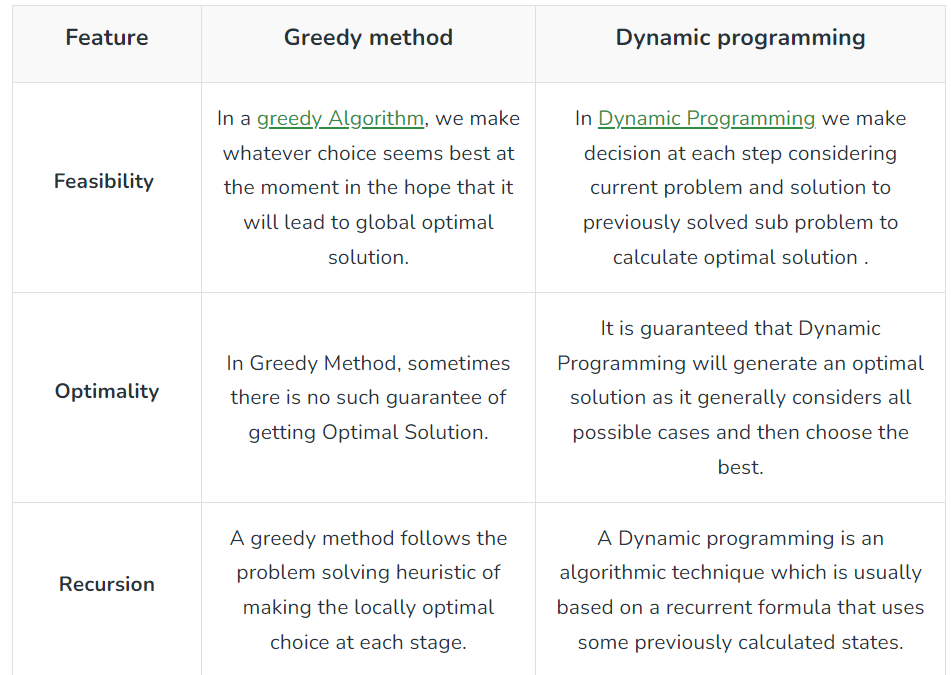 Feature
Greedy method
Dynamic programming
Feasibility
In a greedy Algorithm, we make
whatever choice seems best at
the moment in the hope that it
will lead to global optimal
solution.
In Dynamic Programming we make
decision at each step considering
current problem and solution to
previously solved sub problem to
calculate optimal solution .
Optimality
In Greedy Method, sometimes
there is no such guarantee of
getting Optimal Solution.
It is guaranteed that Dynamic
Programming will generate an optimal
solution as it generally considers all
possible cases and then choose the
best.
Recursion
A greedy method follows the
problem solving heuristic of
making the locally optimal
choice at each stage.
A Dynamic programming is an
algorithmic technique which is usually
based on a recurrent formula that uses
some previously calculated states.